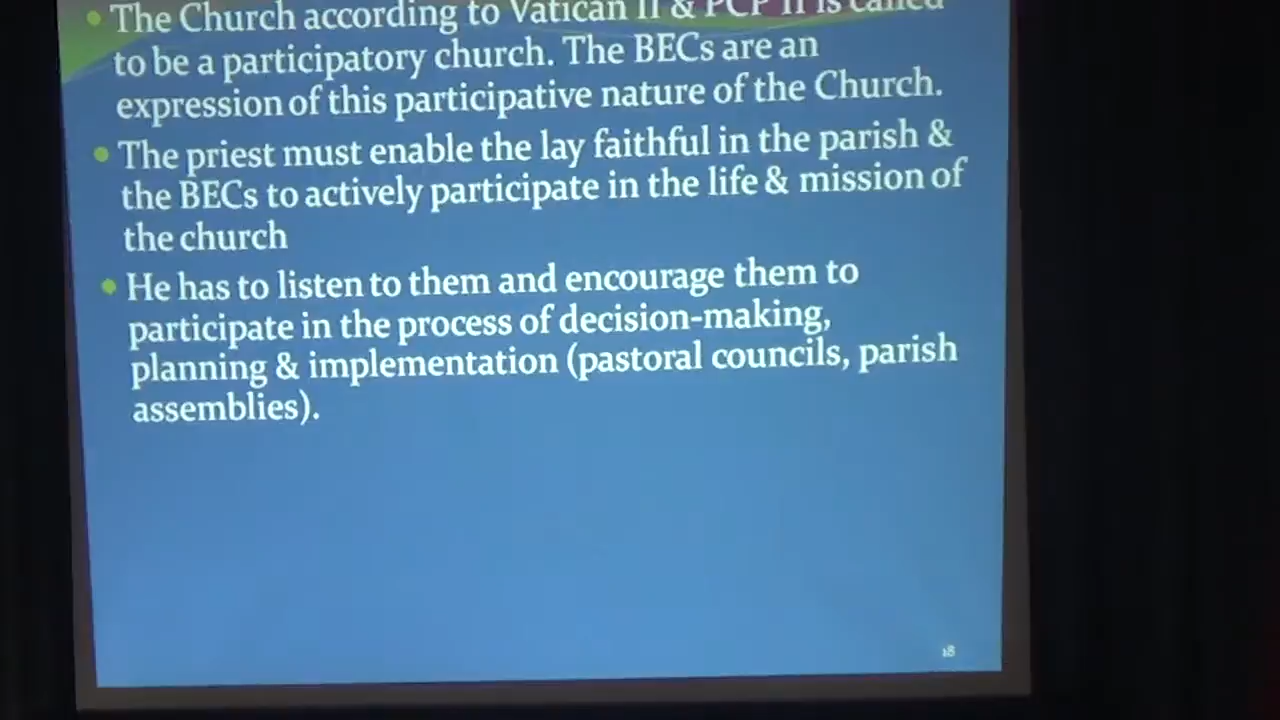 • The Church according to Vatican II & PCP II is called
to be a participatory church. The BECs are an
expression of this participative nature of the Church.
• The priest must enable the lay faithful in the parish &
the BECs to actively participate in the life & mission of
the church
• He has to listen to them and encourage them to
participate in the process of decision-making,
planning & implementation (pastoral councils, parish
assemblies).
18